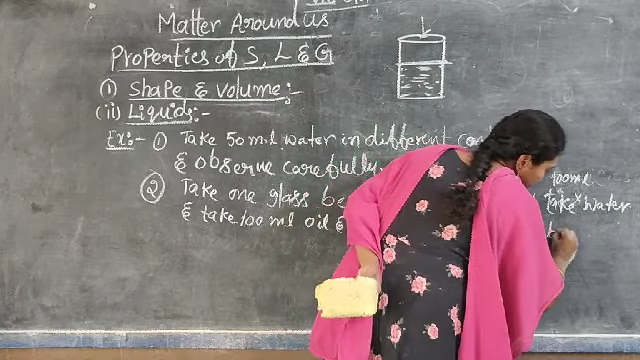 Matter Around us
Properties of S, L & G
(i) Shape & volume:-
(ii) Liquids:-
Ex:- ① Take 50 ml water in different
& observe carefully.
② Take one glass
& take 100 ml oil
100 ml
take water